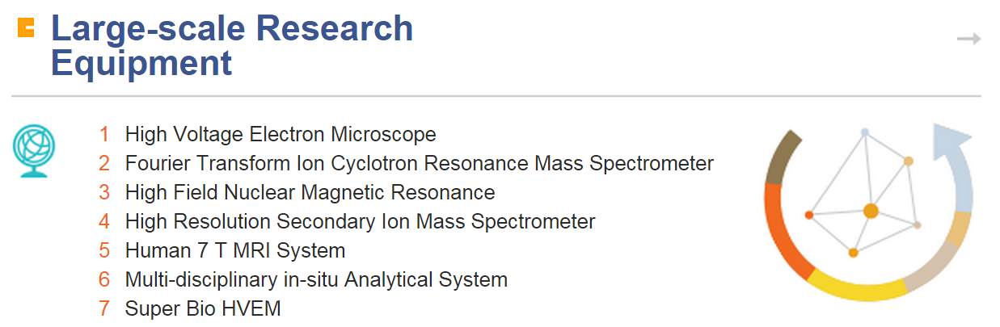 Large-scale Research
Equipment
1 High Voltage Electron Microscope
2 Fourier Transform Ion Cyclotron Resonance Mass Spectrometer
3 High Field Nuclear Magnetic Resonance
4 High Resolution Secondary Ion Mass Spectrometer
5 Human 7 T MRI System
6 Multi-disciplinary in-situ Analytical System
7 Super Bio HVEM